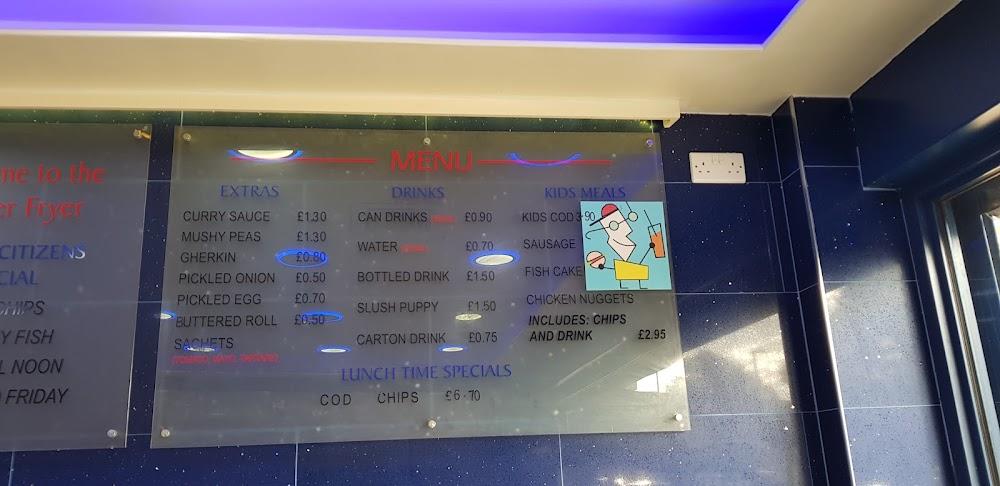 me to the
er Fryer
CITIZENS
CIAL
CHIPS
Y FISH
L NOON
FRIDAY
MENU
EXTRAS
CURRY SAUCE £1.30
MUSHY PEAS £1.30
GHERKIN £0.80
PICKLED ONION £0.50
PICKLED EGG £0.70
BUTTERED ROLL £0.50
SACHETS
DRINKS
CAN DRINKS £0.90
WATER £0.70
BOTTLED DRINK £1.50
SLUSH PUPPY £1.50
CARTON DRINK £0.75
KIDS MEALS
KIDS COD 3.90
SAUSAGE
FISH CAKE
CHICKEN NUGGETS
INCLUDES: CHIPS
AND DRINK £2.95
LUNCH TIME SPECIALS
COD CHIPS £6.70